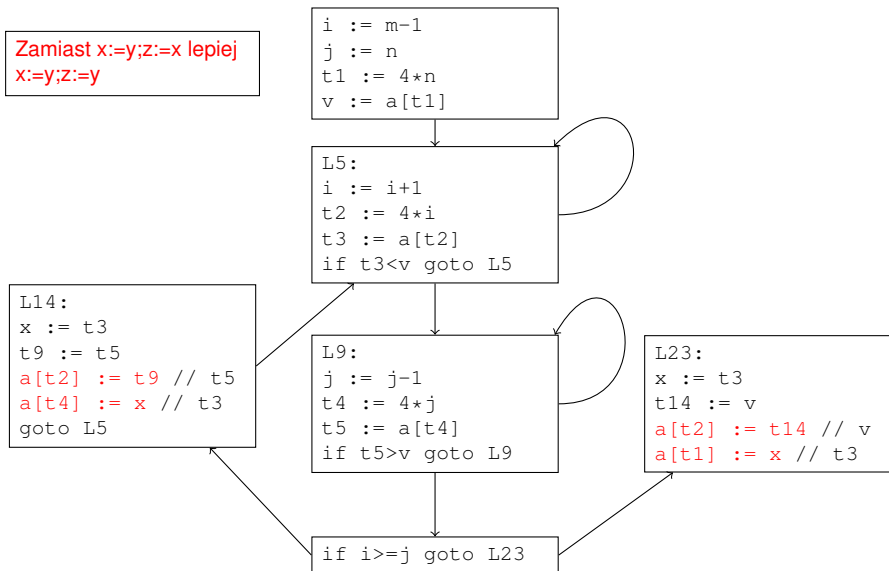 Zamiast x:=y;z:=x lepiej
x:=y;z:=y
i := m-1
j := n
t1 := 4*n
v := a[t1]
L5:
i := i+1
t2 := 4*i
t3 := a[t2]
if t3<v goto L5
L14:
x := t3
t9 := t5
a[t2] := t9 // t5
a[t4] := x // t3
goto L5
L9:
j := j-1
t4 := 4*j
t5 := a[t4]
if t5>v goto L9
L23:
x := t3
t14 := v
a[t2] := t14 // v
a[t1] := x // t3
if i>=j goto L23